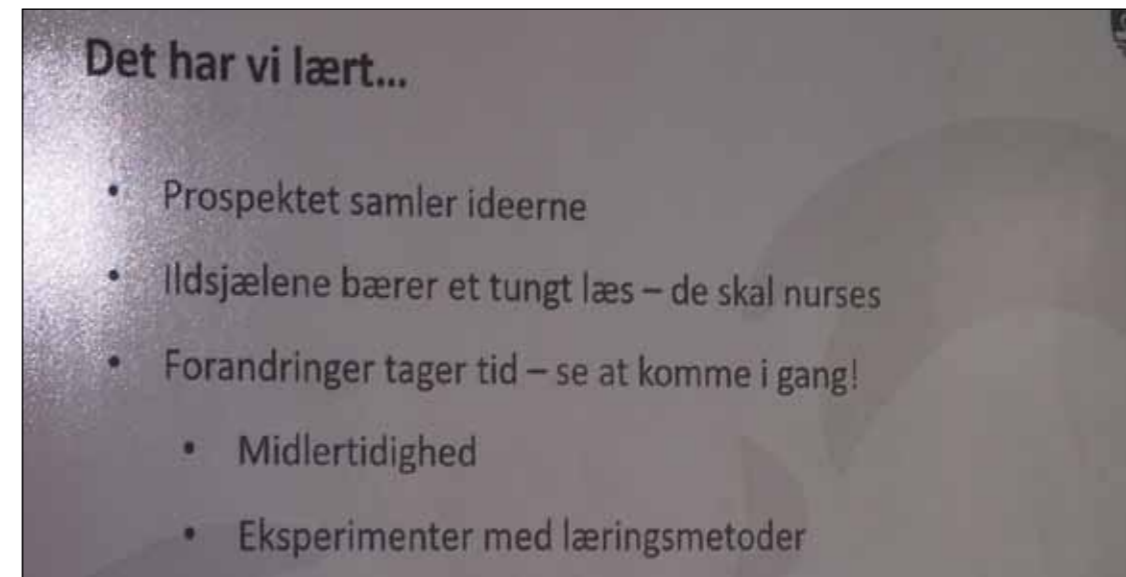 Det har vi lært...
• Prospektet samler ideerne
• Ildsjælene bærer et tungt læs – de skal nurses
• Forandringer tager tid – se at komme i gang!
• Midlertidighed
• Eksperimenter med læringsmetoder